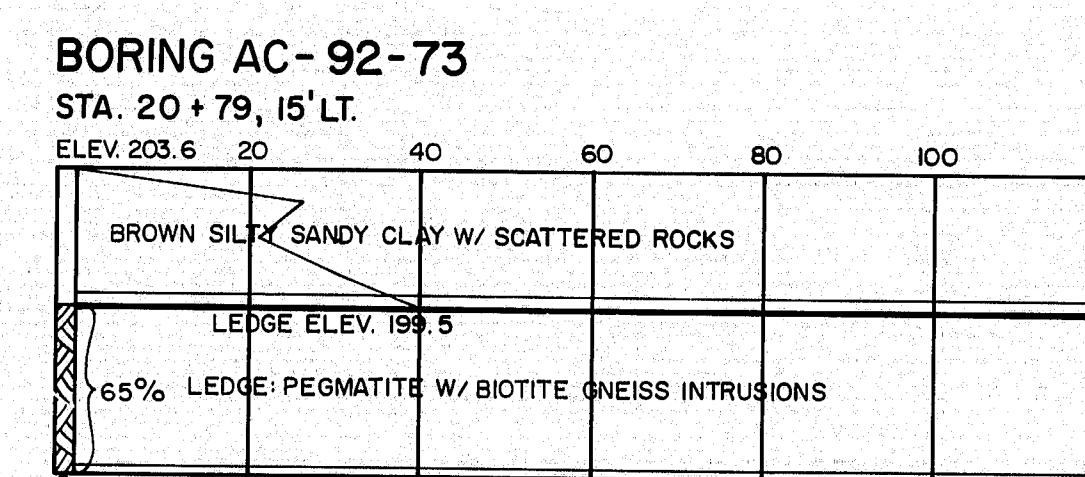 BORING AC-92-73
STA. 20+79, 15' LT.
ELEV. 203.6 20 40 60 80 100
BROWN SILTY SANDY CLAY W/ SCATTERED ROCKS
LEDGE ELEV. 199.5
65% LEDGE: PEGMATITE W/ BIOTITE GNEISS INTRUSIONS